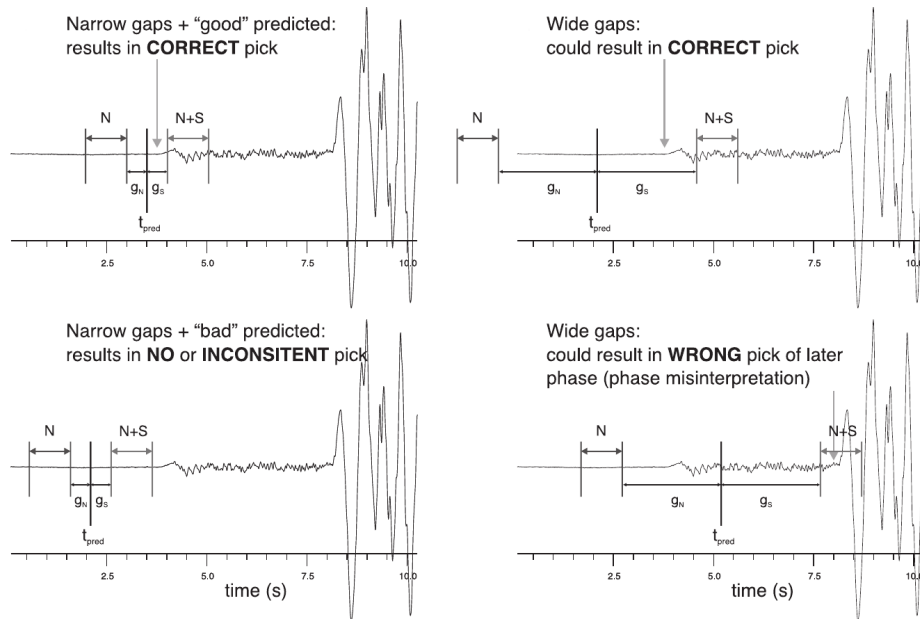 Narrow gaps + “good” predicted:
results in CORRECT pick
N
N+S
gN
gS
tpred
2.5
5.0
7.5
10.0
Wide gaps:
could result in CORRECT pick
N
N+S
gN
gS
tpred
2.5
5.0
7.5
10.0
Narrow gaps + “bad” predicted:
results in NO or INCONSITENT pick
N
N+S
gN
gS
tpred
2.5
5.0
7.5
10.0
time (s)
Wide gaps:
could result in WRONG pick of later
phase (phase misinterpretation)
N
N+S
gN
gS
tpred
2.5
5.0
7.5
10.0
time (s)